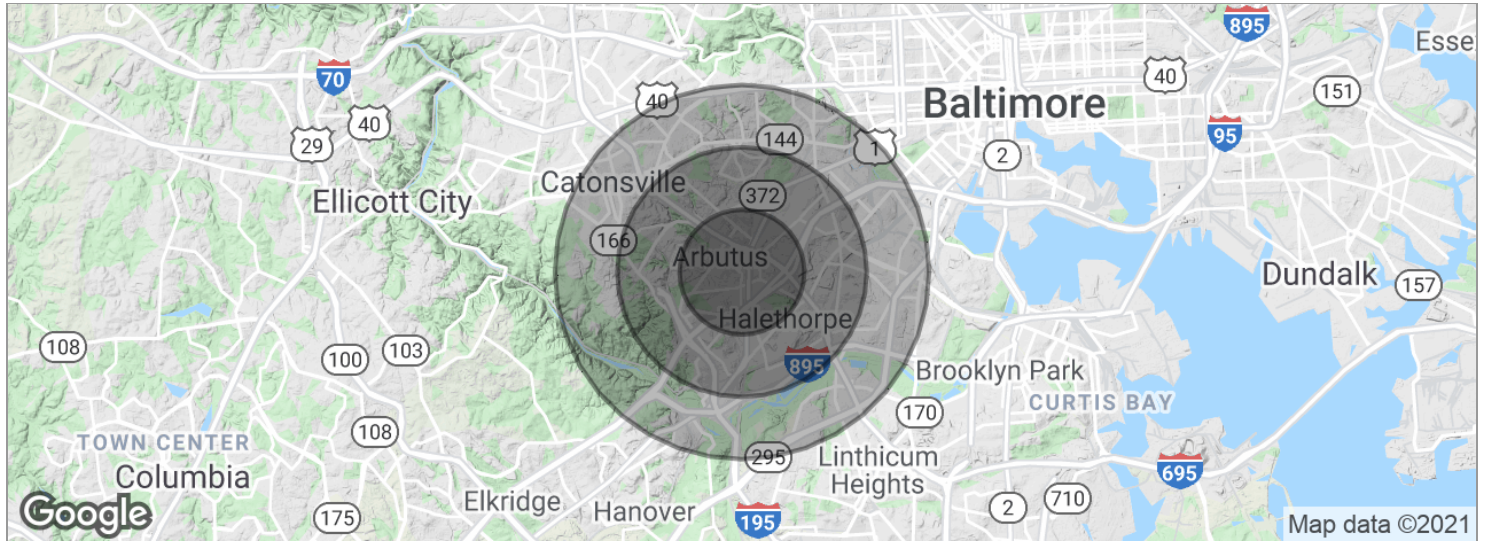 895
Esse
70
40
40
40
151
Baltimore
29
144
1
2
95
Catonsville
372
Ellicott City
166
Arbutus
Dundalk
157
Halethorpe
108
100
103
895
Brooklyn Park
CURTIS BAY
170
108
TOWN CENTER
295
Linthicum
Heights
695
Columbia
Elkridge
Hanover
2
710
Google
175
195
Map data ©2021